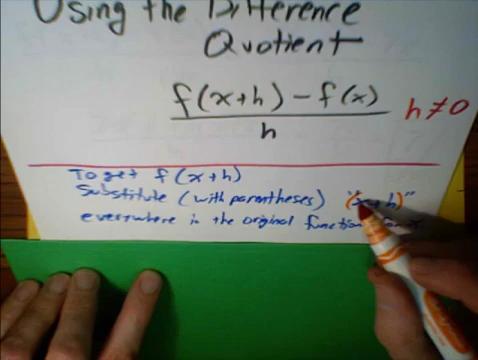 Using the Difference
Quotient
f(x+h) - f(x)
h
h ≠ 0
To get f(x+h)
Substitute (with parentheses) "(x+h)"
everywhere in the original function